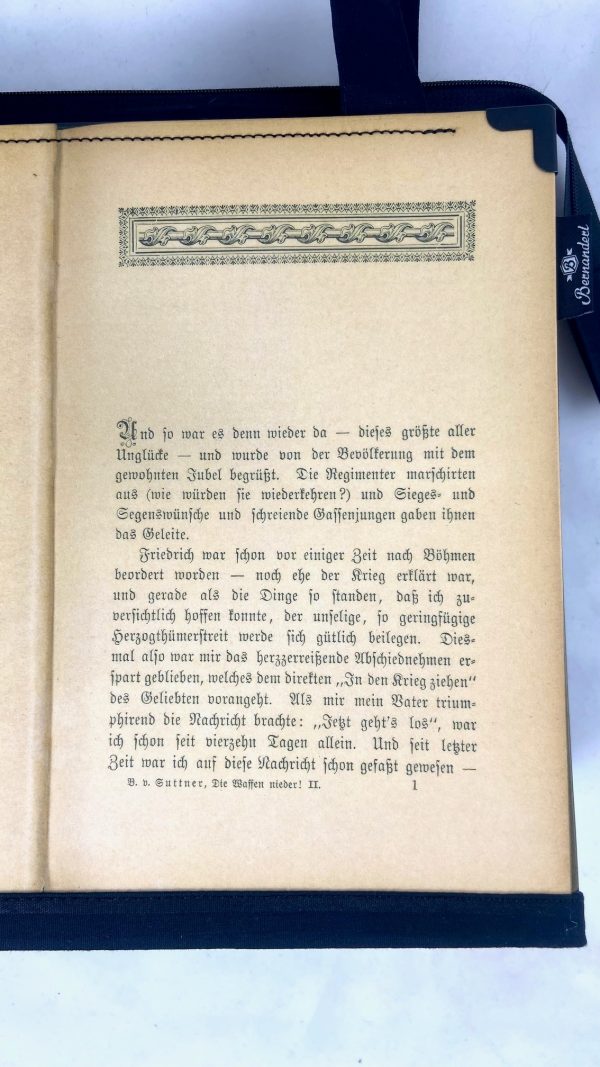 Und so war es denn wieder da — dieses größte aller
Unglücke — und wurde von der Bevölkerung mit dem
gewohnten Jubel begrüßt. Die Regimenter marschirten
aus (wie würden sie wiederkehren?) und Sieges- und
Segenswünsche und schreiende Gassenjungen gaben ihnen
das Geleite.
Friedrich war schon vor einiger Zeit nach Böhmen
beordert worden — noch ehe der Krieg erklärt war,
und gerade als die Dinge so standen, daß ich zu-
versichtlich hoffen konnte, der unselige, so geringfügige
Herzogthümerstreit werde sich gütlich beilegen. Dies-
mal also war mir das herzzerreißende Abschiednehmen er-
spart geblieben, welches dem direkten „In den Krieg ziehen“
des Geliebten vorangeht. Als mir mein Vater trium-
phirend die Nachricht brachte: „Jetzt geht's los“, war
ich schon seit vierzehn Tagen allein. Und seit letzter
Zeit war ich auf diese Nachricht schon gefaßt gewesen —
B. v. Suttner, Die Waffen nieder! II. 1
B
Bernanderl